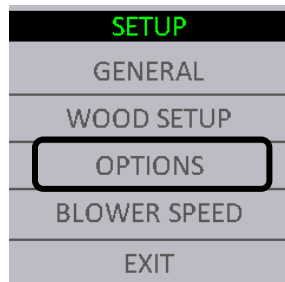 SETUP
GENERAL
WOOD SETUP
OPTIONS
BLOWER SPEED
EXIT